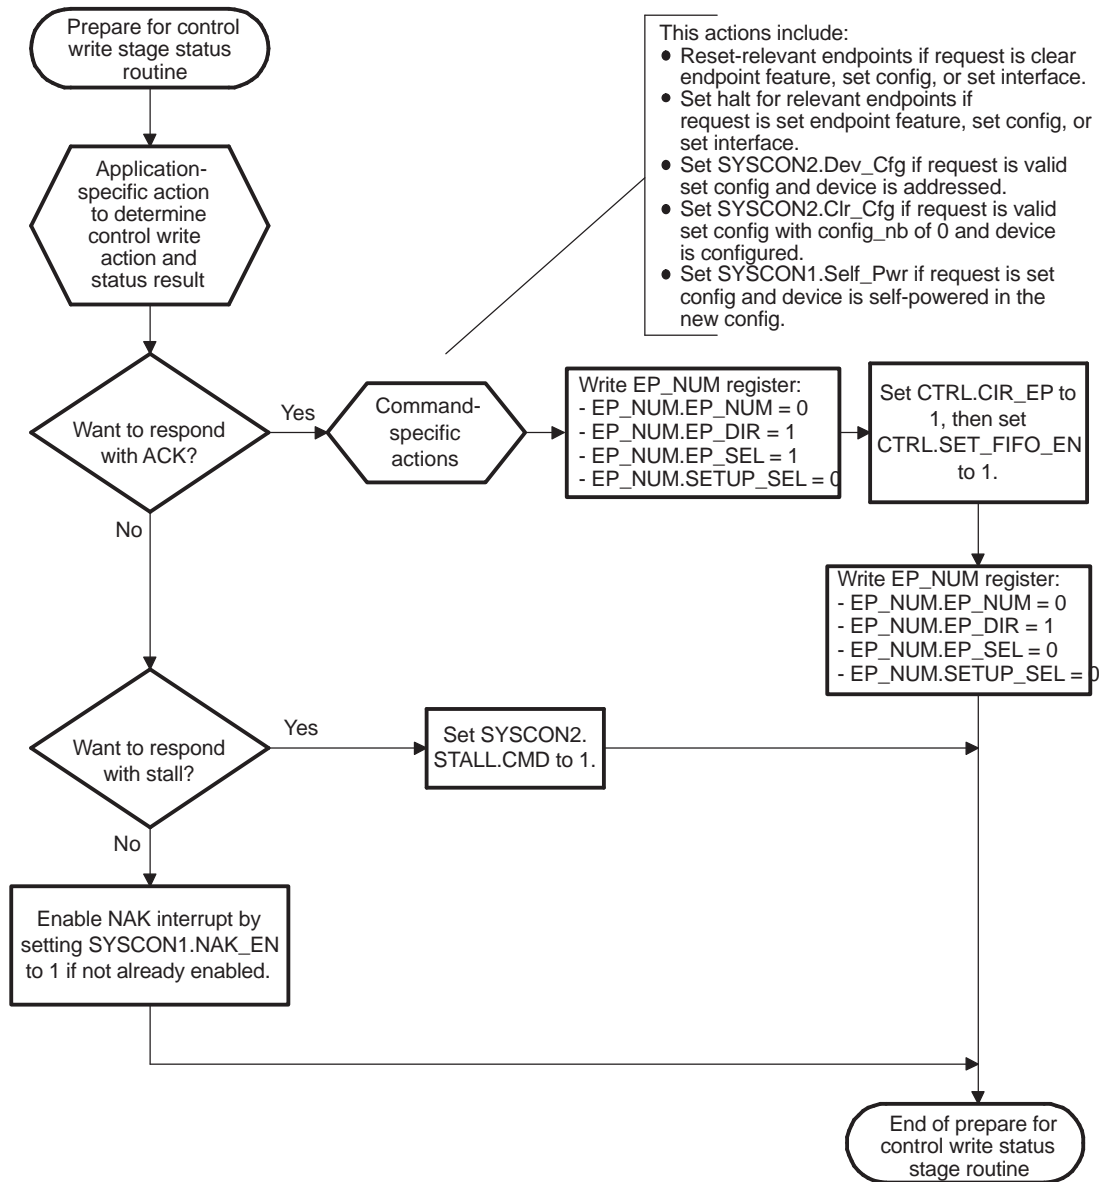 Prepare for control
write stage status
routine
This actions include:
● Reset-relevant endpoints if request is clear
endpoint feature, set config, or set interface.
● Set halt for relevant endpoints if
request is set endpoint feature, set config, or
set interface.
● Set SYSCON2.Dev_Cfg if request is valid
set config and device is addressed.
● Set SYSCON2.Clr_Cfg if request is valid
set config with config_nb of 0 and device
is configured.
● Set SYSCON1.Self_Pwr if request is set
config and device is self-powered in the
new config.
Application-
specific action
to determine
control write
action and
status result
Want to respond
with ACK?
Yes
No
Command-
specific
actions
Write EP_NUM register:
- EP_NUM.EP_NUM = 0
- EP_NUM.EP_DIR = 1
- EP_NUM.EP_SEL = 1
- EP_NUM.SETUP_SEL = 0
Set CTRL.CIR_EP to
1, then set
CTRL.SET_FIFO_EN
to 1.
Write EP_NUM register:
- EP_NUM.EP_NUM = 0
- EP_NUM.EP_DIR = 1
- EP_NUM.EP_SEL = 0
- EP_NUM.SETUP_SEL = 0
Want to respond
with stall?
Yes
No
Set SYSCON2.
STALL.CMD to 1.
Enable NAK interrupt by
setting SYSCON1.NAK_EN
to 1 if not already enabled.
End of prepare for
control write status
stage routine